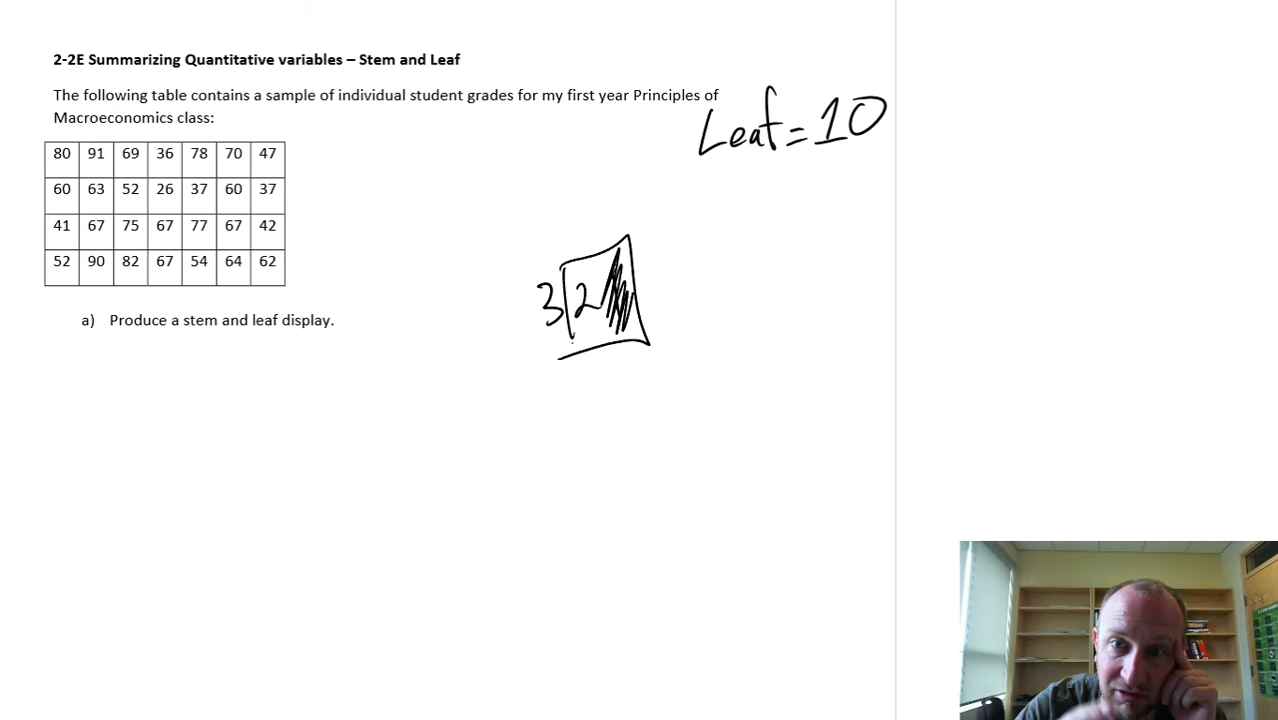 2-2E Summarizing Quantitative variables – Stem and Leaf
The following table contains a sample of individual student grades for my first year Principles of
Macroeconomics class:
Leaf = 10
80 91 69 36 78 70 47
60 63 52 26 37 60 37
41 67 75 67 77 67 42
52 90 82 67 54 64 62
3 2
a) Produce a stem and leaf display.